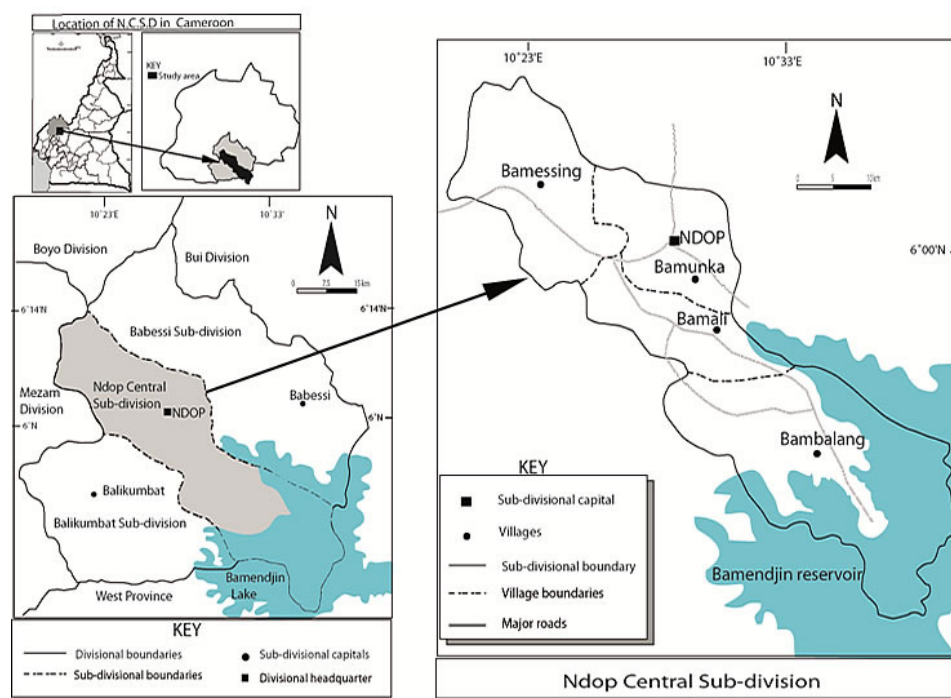 Location of N.C.S.D in Cameroon
N
KEY
Study area
10°23'E
10°33'
N
0 7.5 15km
Boyo Division
Bui Division
6°14'N
6°14'N
Babessi Sub-division
Ndop Central
Sub-division
NDOP
Mezam
Division
Babessi
6°N
6°N
Balikumbat
Balikumbat Sub-division
Bamendjin
Lake
West Province
KEY
Divisional boundaries
Sub-divisional capitals
Sub-divisional boundaries
Divisional headquarter
10°23'E
10°33'E
N
0 5 10km
Bamessing
NDOP
6°00'N
Bamunka
Bamali
Bambalang
Bamendjin reservoir
KEY
Sub-divisional capital
Villages
Sub-divisional boundary
Village boundaries
Major roads
Ndop Central Sub-division